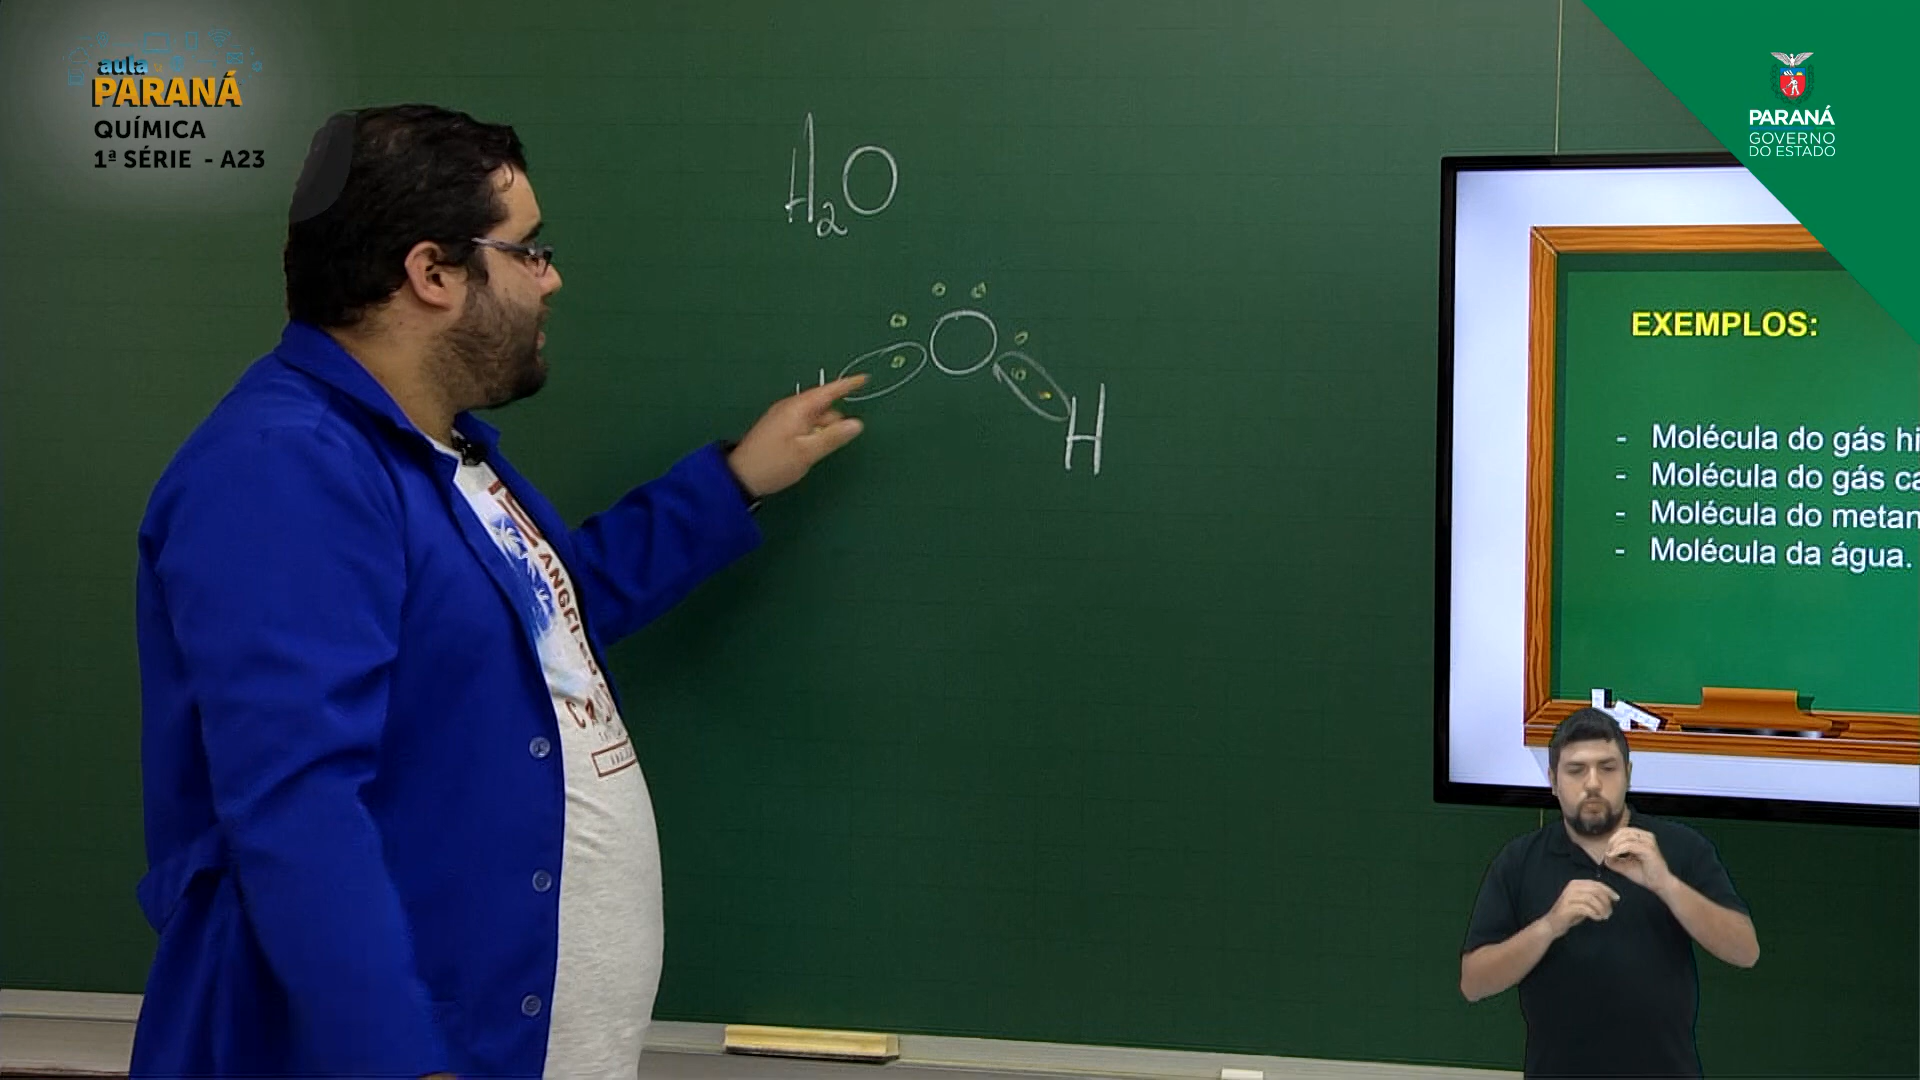 aula
PARANÁ
QUÍMICA
1ª SÉRIE - A23
PARANÁ
GOVERNO
DO ESTADO
H₂O
O
H
H
EXEMPLOS:
- Molécula do gás hi
- Molécula do gás ca
- Molécula do metan
- Molécula da água.
ANGEL